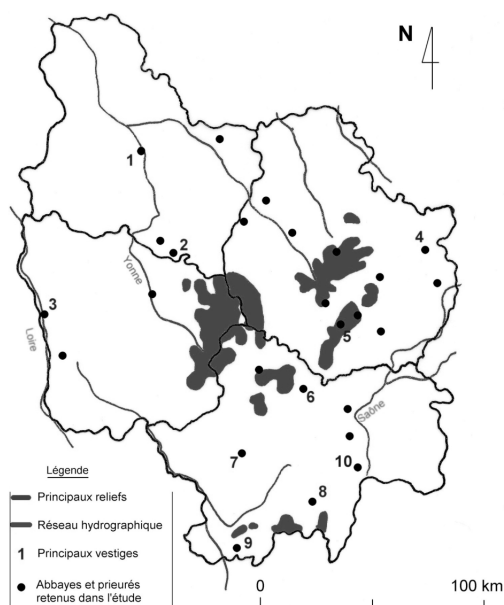 N
1
2
4
Yonne
3
Loire
5
6
Saône
7
10
8
9
Légende
Principaux reliefs
Réseau hydrographique
1 Principaux vestiges
Abbayes et prieurés
retenus dans l'étude
0 100 km